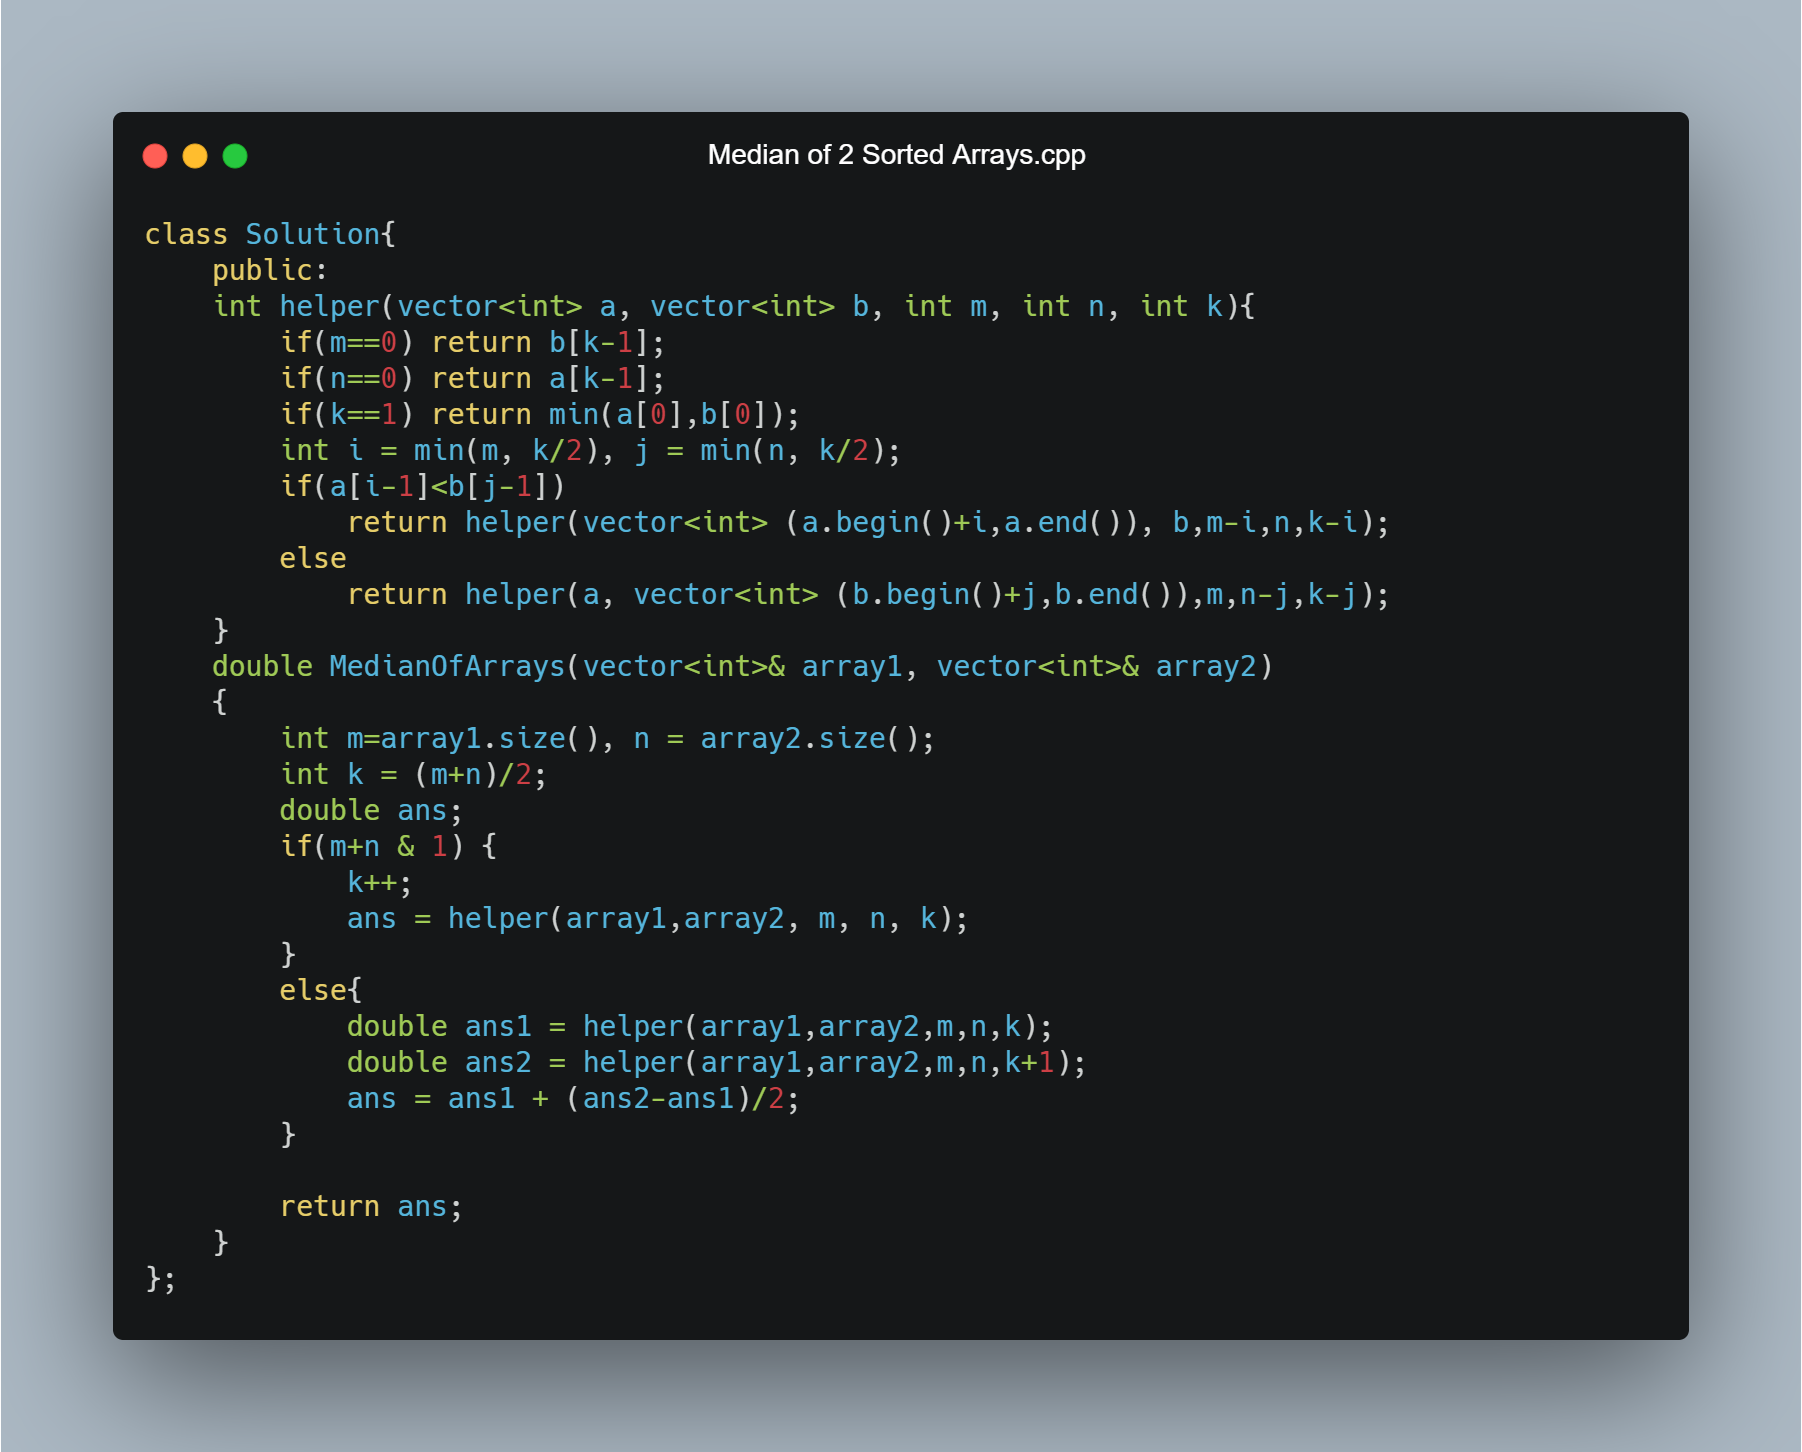 Median of 2 Sorted Arrays.cpp
class Solution{
    public:
    int helper(vector<int> a, vector<int> b, int m, int n, int k){
        if(m==0) return b[k-1];
        if(n==0) return a[k-1];
        if(k==1) return min(a[0],b[0]);
        int i = min(m, k/2), j = min(n, k/2);
        if(a[i-1]<b[j-1])
            return helper(vector<int> (a.begin()+i,a.end()), b,m-i,n,k-i);
        else
            return helper(a, vector<int> (b.begin()+j,b.end()),m,n-j,k-j);
    }
    double MedianOfArrays(vector<int>& array1, vector<int>& array2)
    {
        int m=array1.size(), n = array2.size();
        int k = (m+n)/2;
        double ans;
        if(m+n & 1) {
            k++;
            ans = helper(array1,array2, m, n, k);
        }
        else{
            double ans1 = helper(array1,array2,m,n,k);
            double ans2 = helper(array1,array2,m,n,k+1);
            ans = ans1 + (ans2-ans1)/2;
        }

        return ans;
    }
};